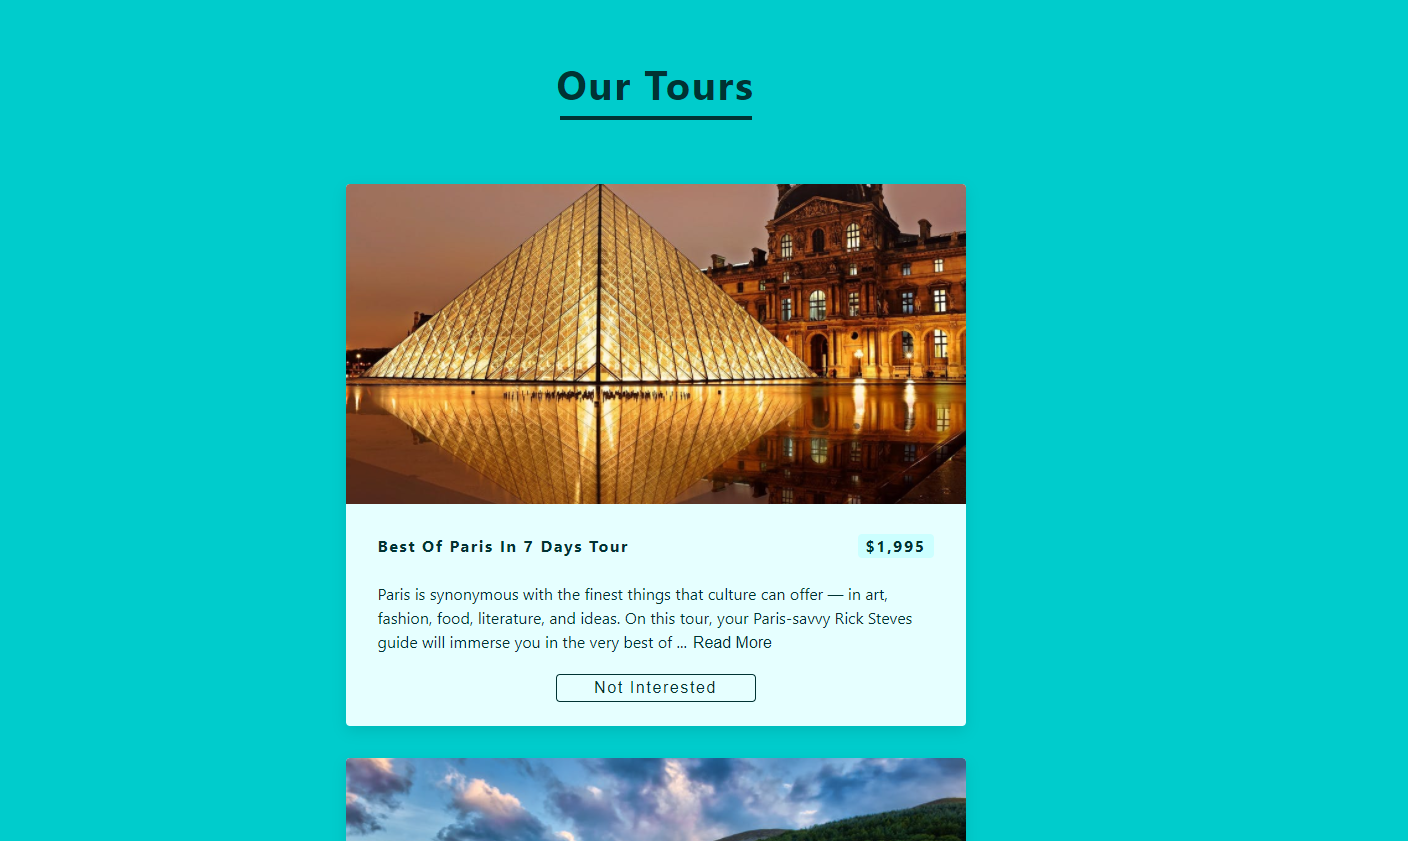 Our Tours
Best Of Paris In 7 Days Tour
$1,995
Paris is synonymous with the finest things that culture can offer — in art,
fashion, food, literature, and ideas. On this tour, your Paris-savvy Rick Steves
guide will immerse you in the very best of ... Read More
Not Interested